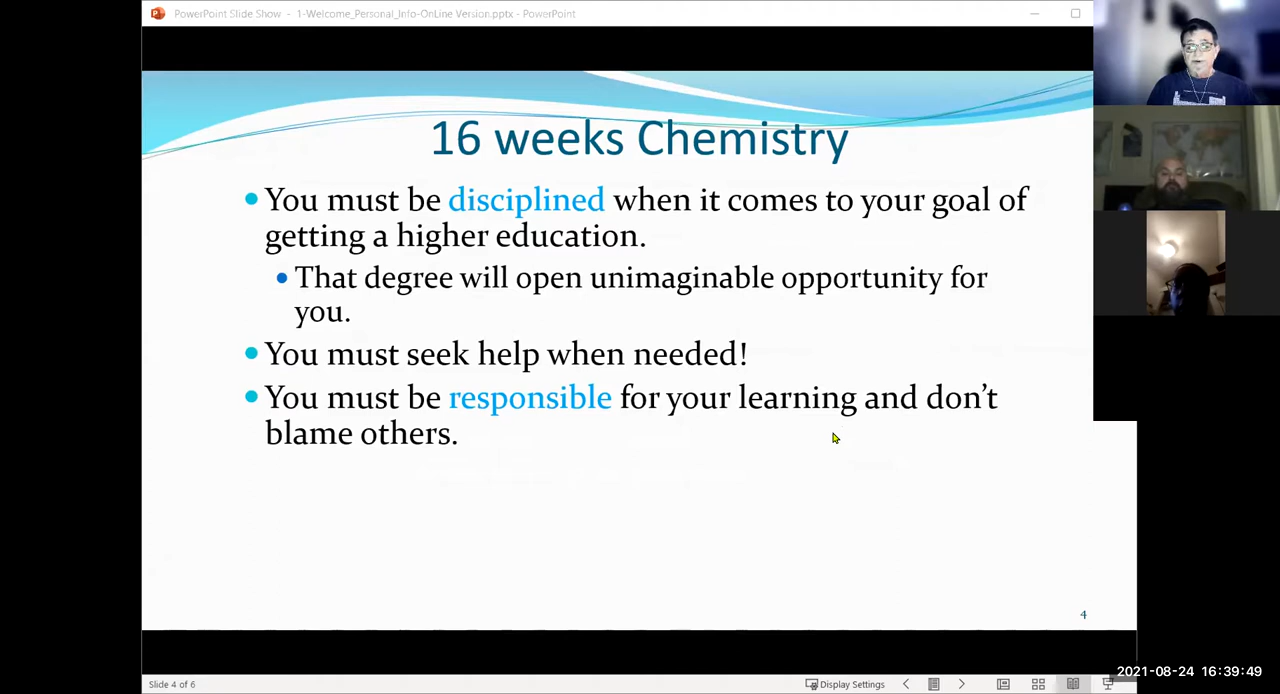 PowerPoint Slide Show - 1-Welcome_Personal_Info-OnLine Version.pptx - PowerPoint
16 weeks Chemistry
You must be disciplined when it comes to your goal of
getting a higher education.
That degree will open unimaginable opportunity for
you.
You must seek help when needed!
You must be responsible for your learning and don’t
blame others.
4
2021-08-24 16:39:49
Slide 4 of 6
Display Settings